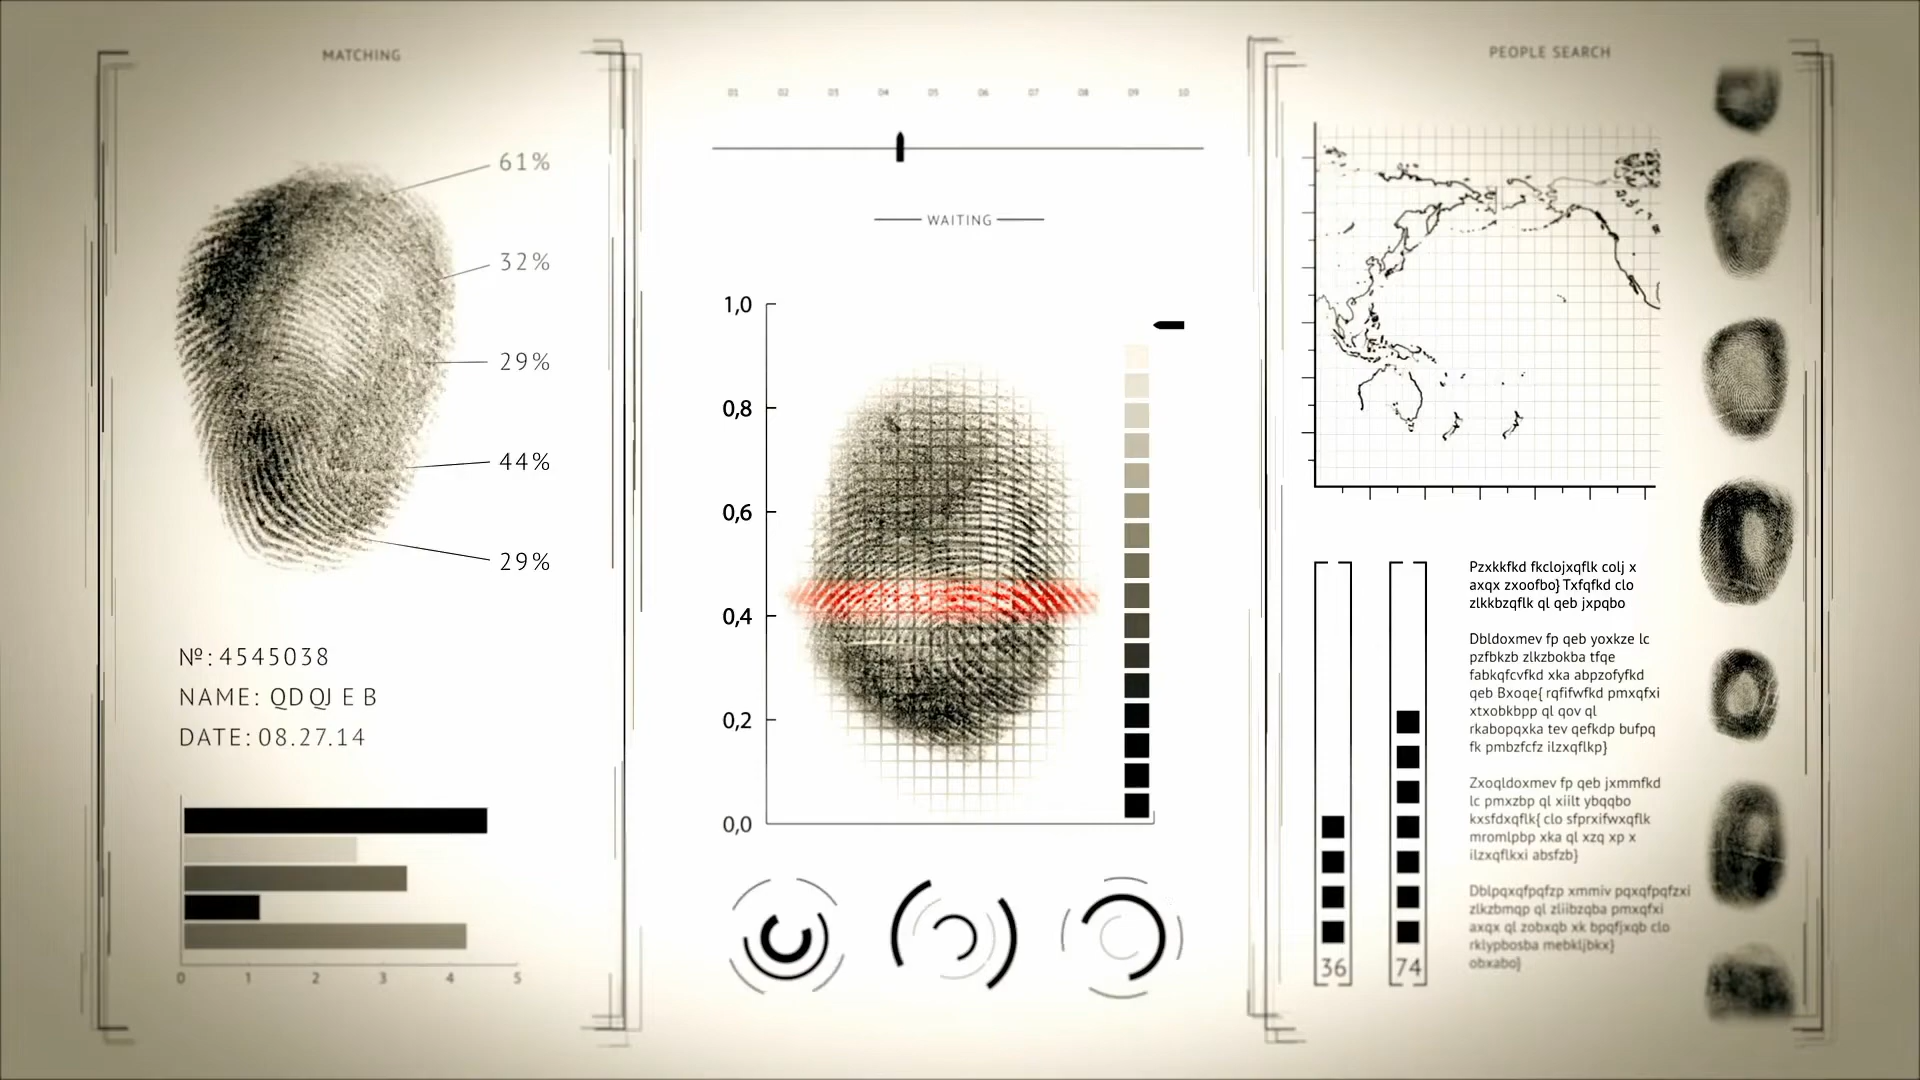 MATCHING
61%
32%
29%
44%
29%
№: 4545038
NAME: QDQJ E B
DATE: 08.27.14
0 1 2 3 4 5
01 02 03 04 05 06 07 08 09 10
WAITING
1,0
0,8
0,6
0,4
0,2
0,0
PEOPLE SEARCH
36 74
Pzxkkfkd fkclojxqflk colj x
axqx zxoofbo} Txfqfkd clo
zlkkbzqflk ql qeb jxpqbo
Dbldoxmev fp qeb yoxkze lc
pzfbkzb zlkzbokba tfqe
fabkqfcvfkd xka abpzofyfkd
qeb Bxoqe{ rqfifwfkd pmxqfxi
xtxobkbpp ql qov ql
rkabopqxka tev qefkdp bufpq
fk pmbzfcfz ilzxqflkp}
Zxoqldoxmev fp qeb jxmmfkd
lc pmxzbp ql xiilt ybqqbo
kxsfdxqflk{ clo sfprxifwxqflk
mromlpbp xka ql xzq xp x
ilzxqflkxi absfzb}
Dblpqxqfpqfzp xmmiv pqxqfpqfzxi
zlkzbmqp ql zliibzqba pmxqfxi
axqx ql zobxqb xk bpqfjxqb clo
rklypbosba mebkljbkx}
obxabo}